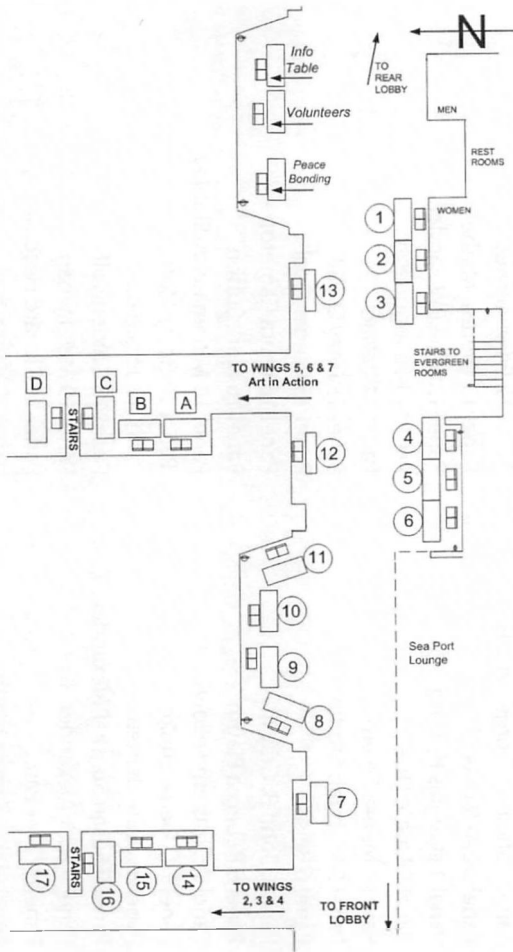 N
Info
Table
TO
REAR
LOBBY
Volunteers
MEN
REST
ROOMS
Peace
Bonding
WOMEN
1
2
13
3
TO WINGS 5, 6 & 7
Art in Action
STAIRS TO
EVERGREEN
ROOMS
D
C
B
A
STAIRS
12
4
5
6
11
10
9
8
Sea Port
Lounge
7
17
STAIRS
16
15
14
TO WINGS
2, 3 & 4
TO FRONT
LOBBY